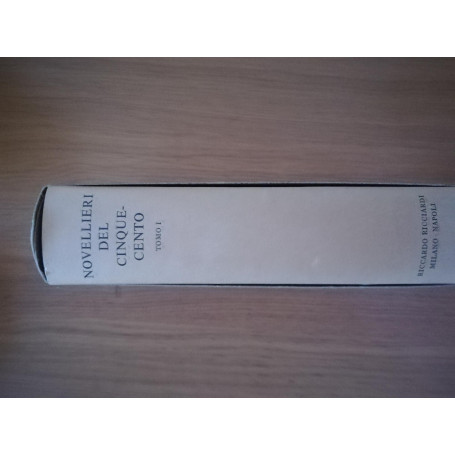 NOVELLIERI
DEL
CINQUE-
CENTO
TOMO I
RICCARDO RICCIARDI
MILANO · NAPOLI